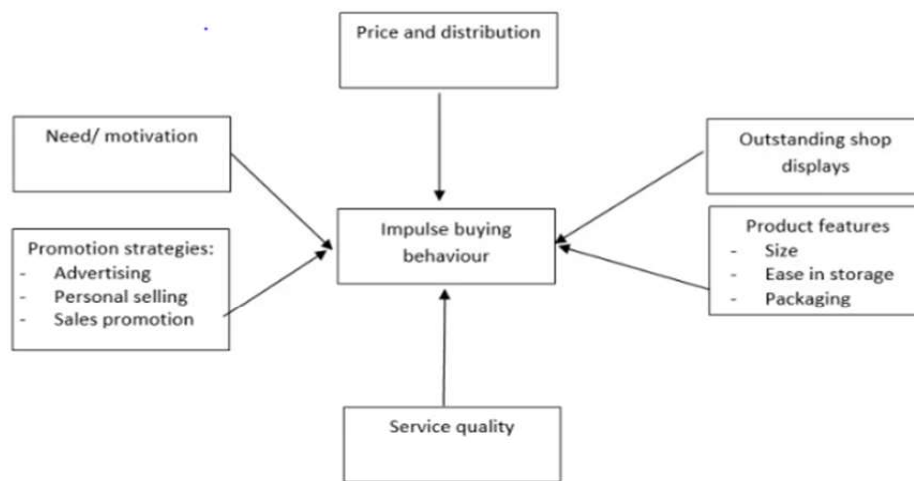 Price and distribution
Need/ motivation
Outstanding shop
displays
Impulse buying
behaviour
Promotion strategies:
- Advertising
- Personal selling
- Sales promotion
Product features
- Size
- Ease in storage
- Packaging
Service quality